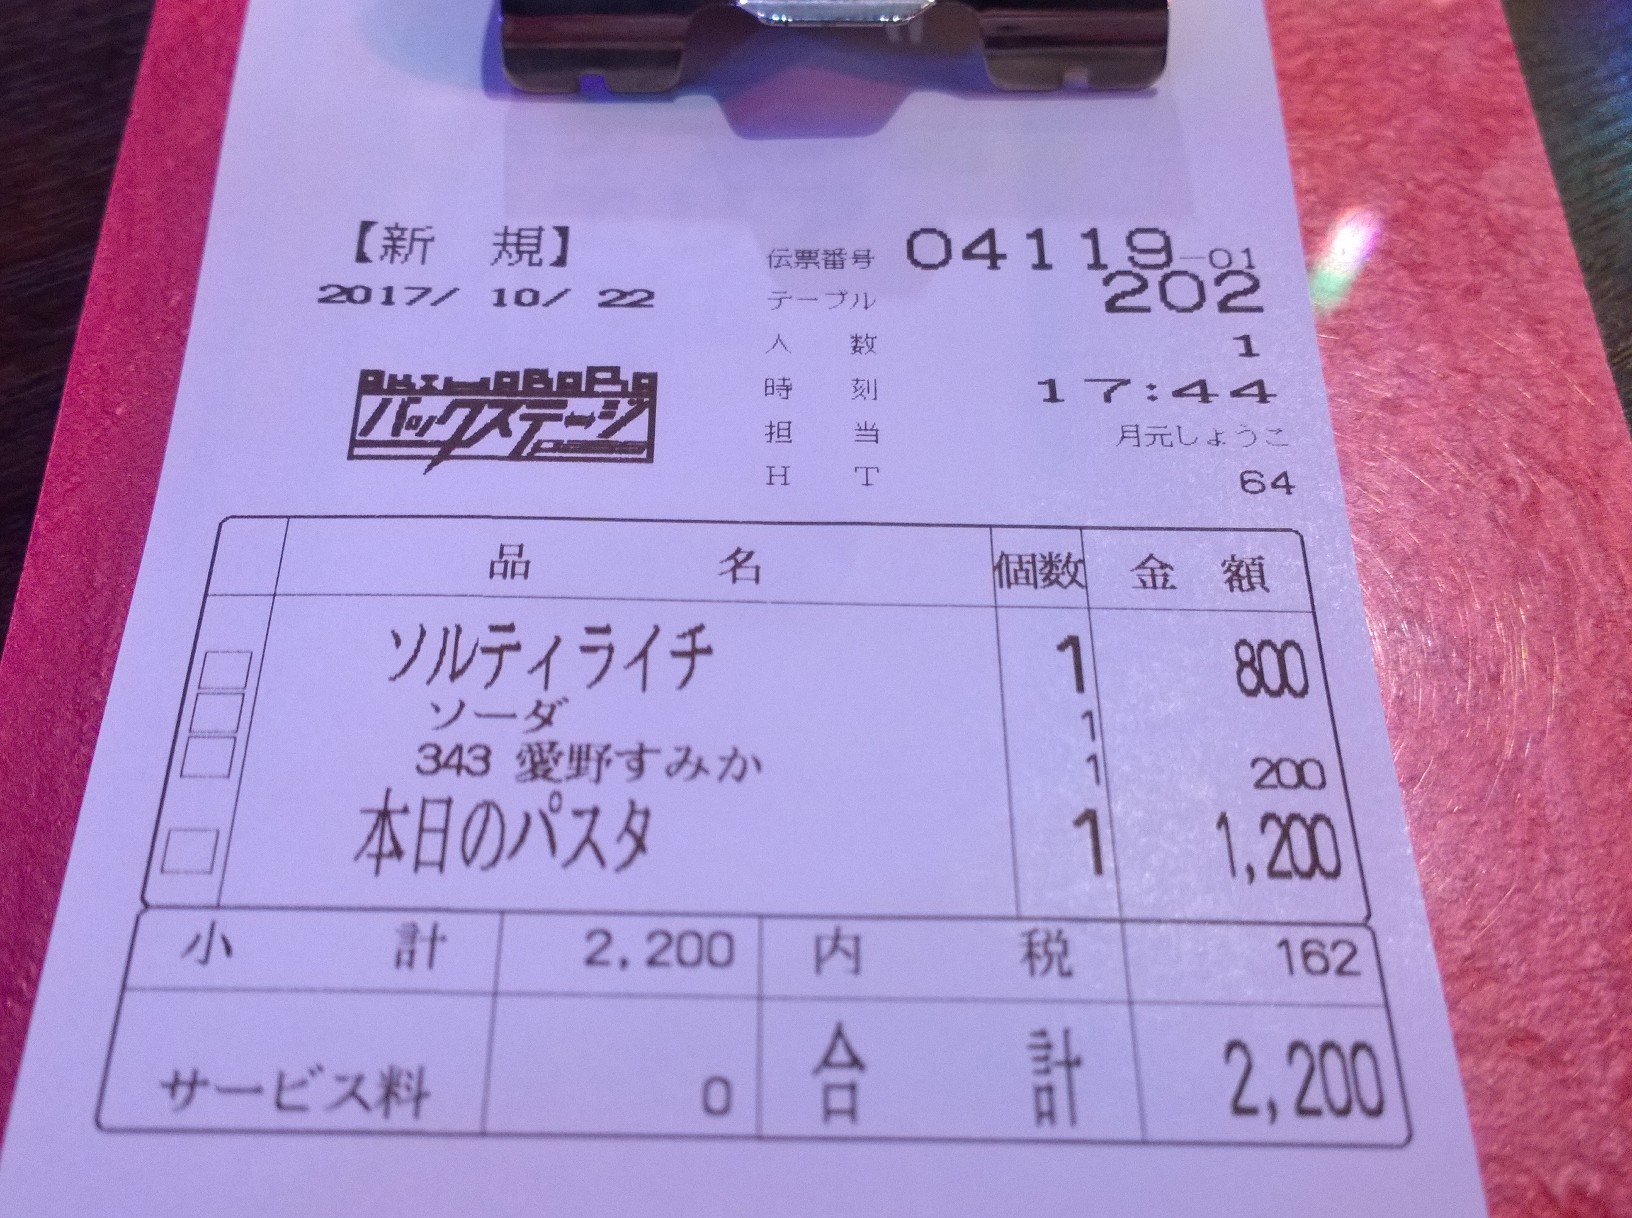 【新 規】
2017/ 10/ 22
バックステージ
伝票番号 04119-01
テーブル 202
人 数 1
時 刻 17:44
担 当 月元しょうこ
H T 64
品 名 個数 金 額
ソルティライチ 1 800
ソーダ 1
343 愛野すみか 1 200
本日のパスタ 1 1,200
小 計 2,200 内 税 162
サービス料 0 合 計 2,200